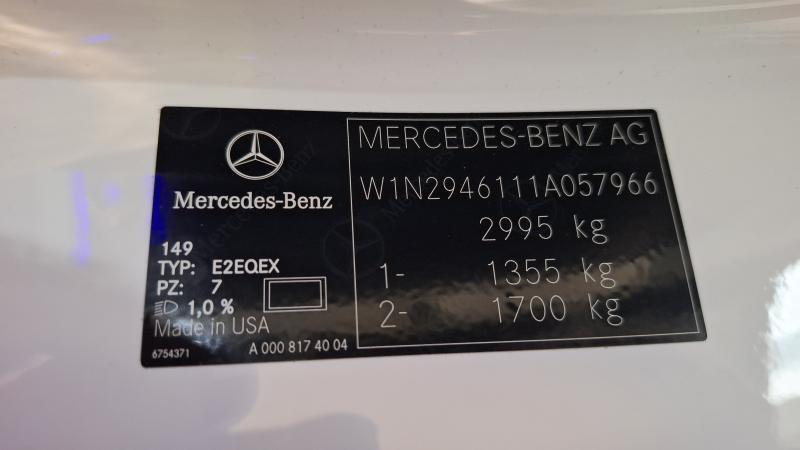 Mercedes-Benz
149
TYP: E2EQEX
PZ: 7
1,0 %
Made in USA
6754371 A 000 817 40 04
MERCEDES-BENZ AG
W1N2946111A057966
2995 kg
1- 1355 kg
2- 1700 kg